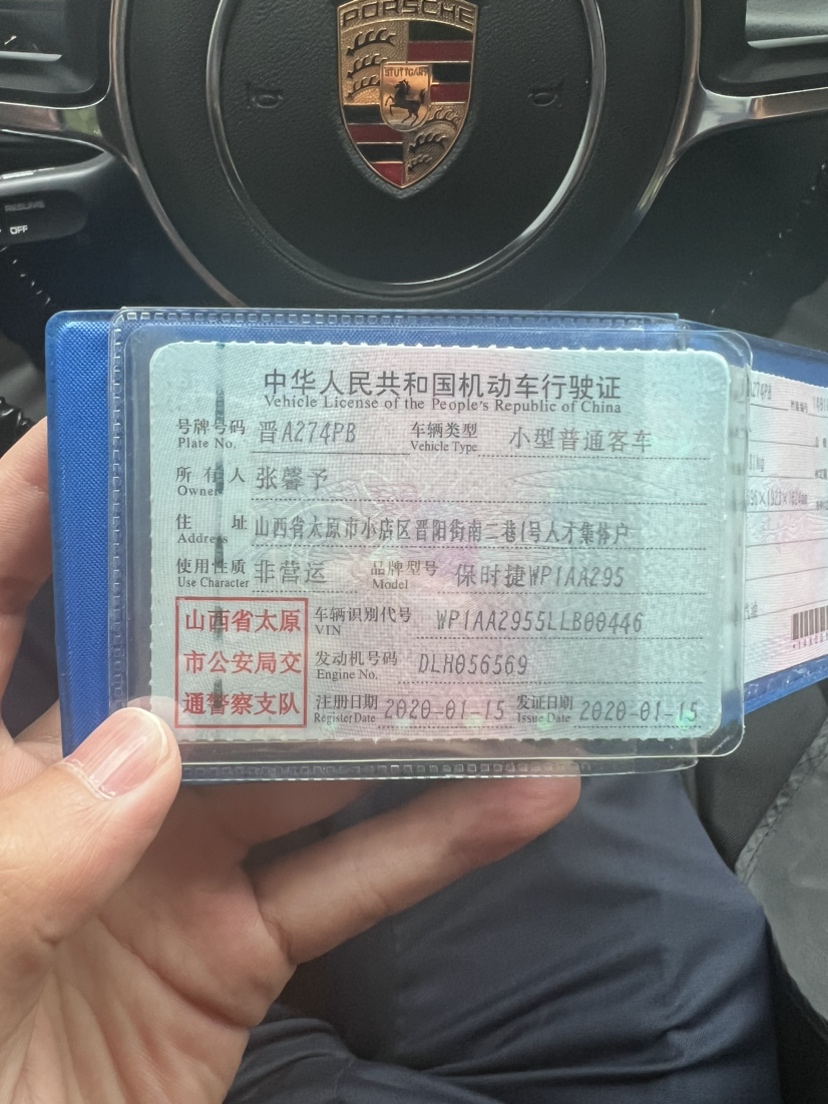 PORSCHE
STUTTGART
RESUME
OFF
中华人民共和国机动车行驶证
Vehicle License of the People's Republic of China
号牌号码 晋A274PB 车辆类型 小型普通客车
Plate No. Vehicle Type
所有人 张馨予
Owner
住址 山西省太原市小店区晋阳街南二巷1号人才集体户
Address
使用性质 非营运 品牌型号 保时捷WP1AA295
Use Character Model
山西省太原
市公安局交
通警察支队
车辆识别代号 WP1AA2955LLB00446
VIN
发动机号码 DLH056569
Engine No.
注册日期 2020-01-15 发证日期 2020-01-15
Register Date Issue Date